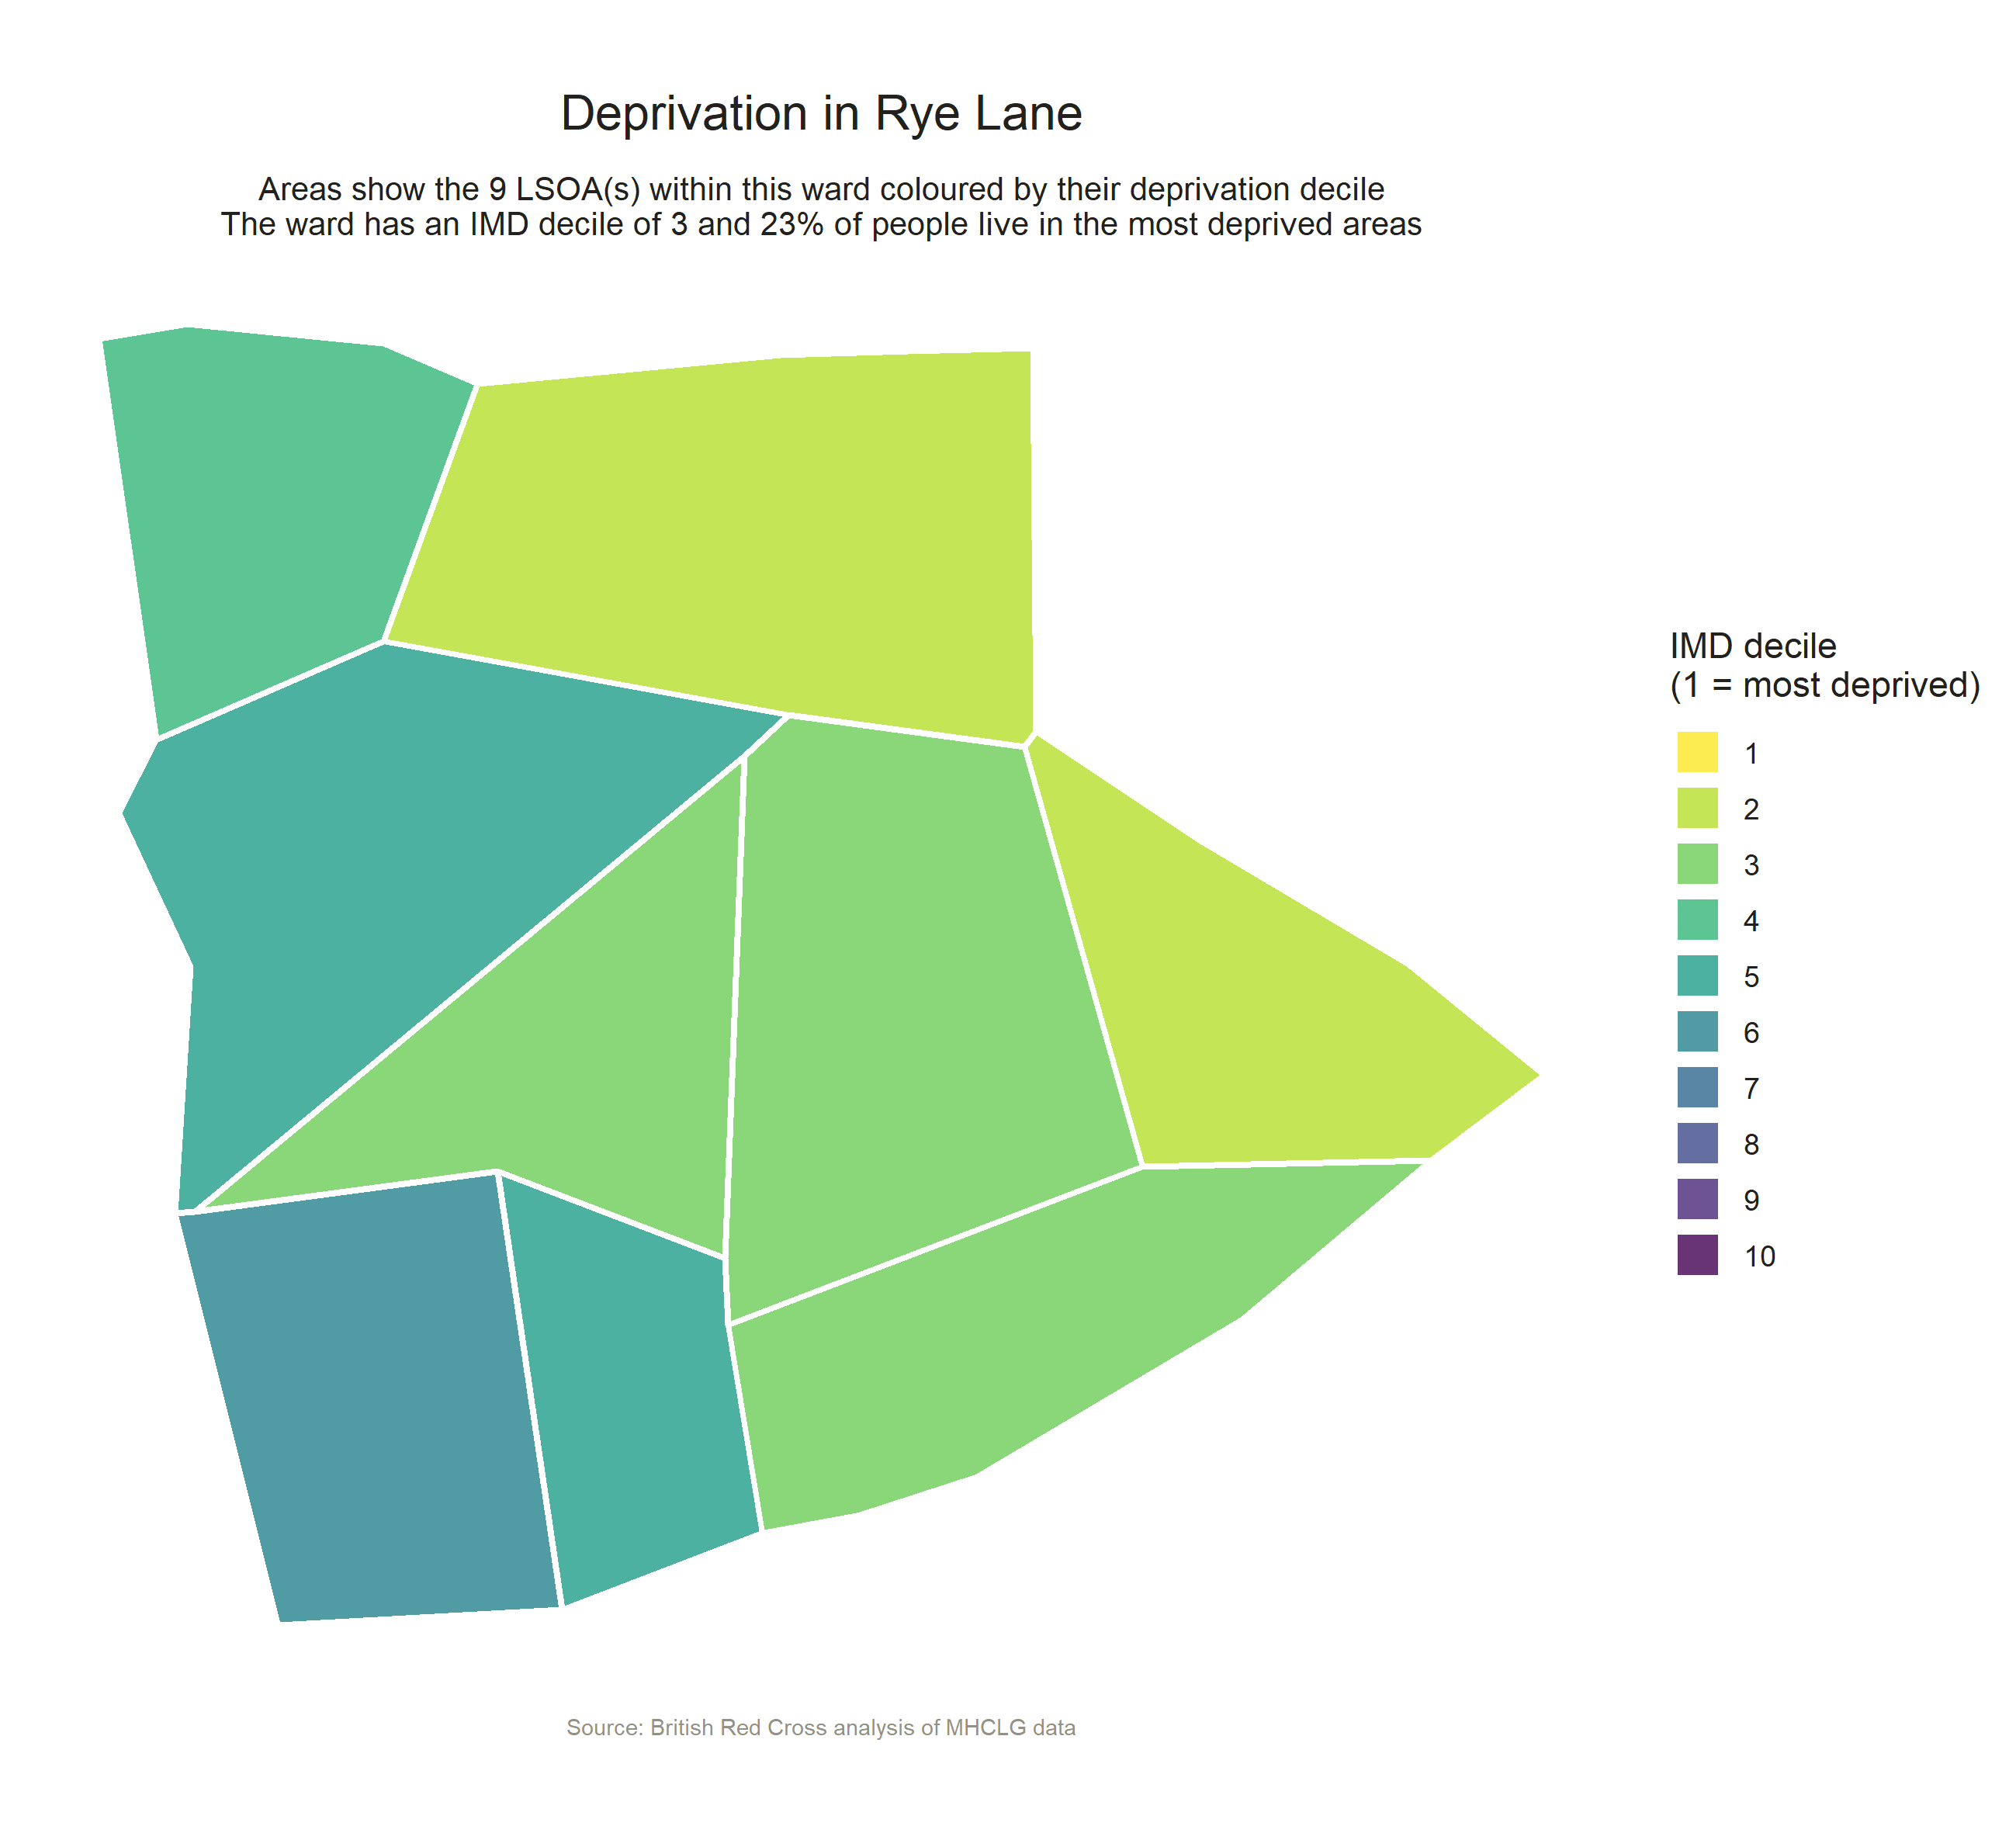 Deprivation in Rye Lane
Areas show the 9 LSOA(s) within this ward coloured by their deprivation decile
The ward has an IMD decile of 3 and 23% of people live in the most deprived areas
IMD decile
(1 = most deprived)
1
2
3
4
5
6
7
8
9
10
Source: British Red Cross analysis of MHCLG data